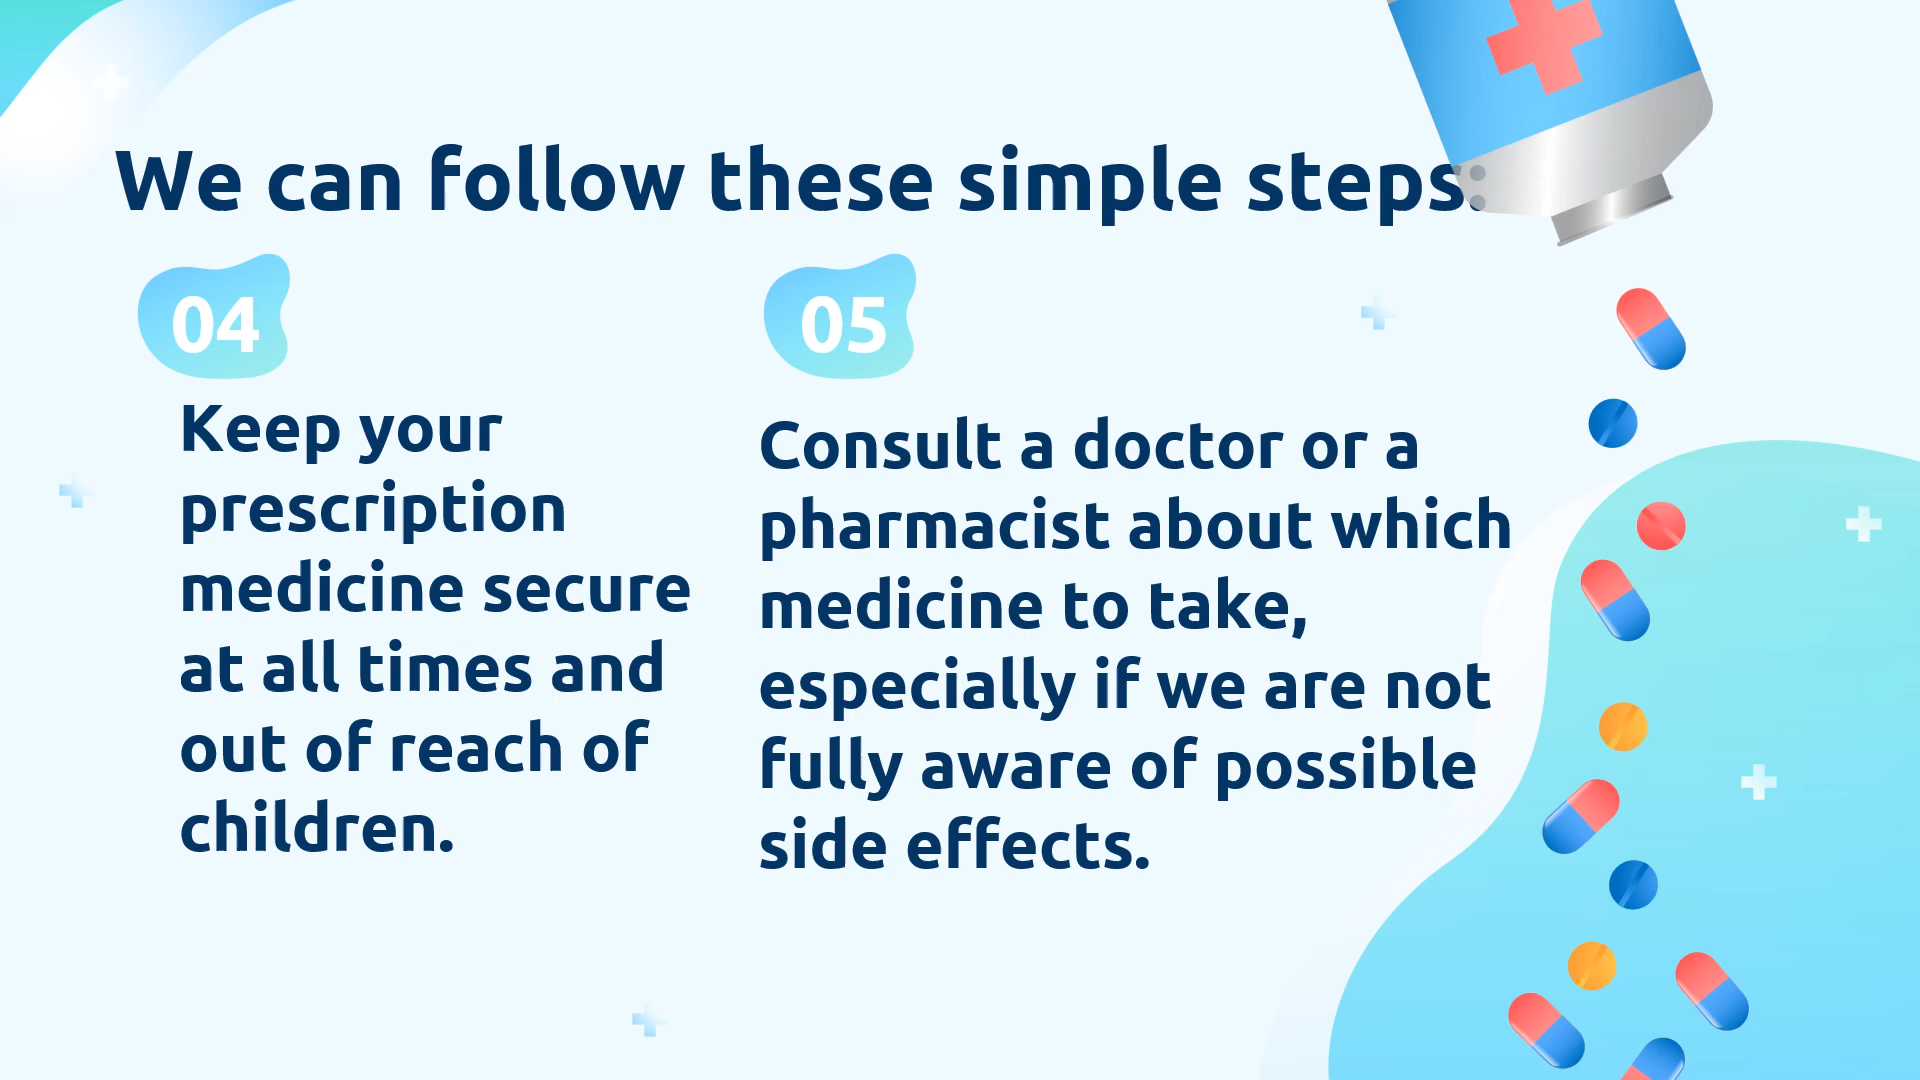 We can follow these simple steps:
04
Keep your
prescription
medicine secure
at all times and
out of reach of
children.
05
Consult a doctor or a
pharmacist about which
medicine to take,
especially if we are not
fully aware of possible
side effects.